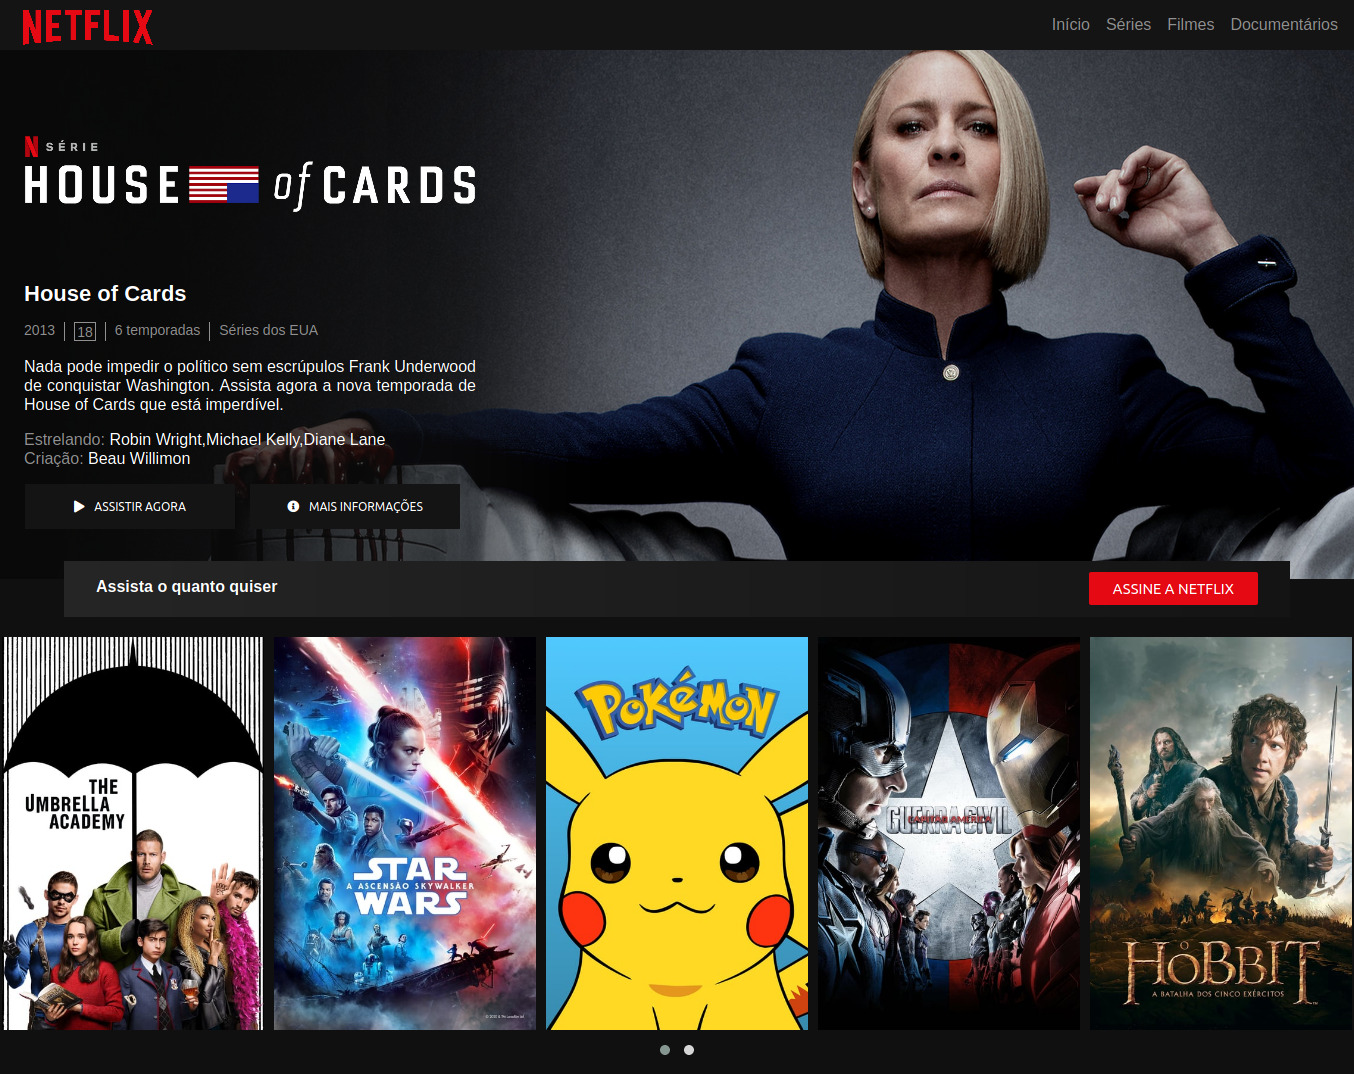 NETFLIX
Início Séries Filmes Documentários
N SÉRIE
HOUSE of CARDS
House of Cards
2013 18 6 temporadas Séries dos EUA
Nada pode impedir o político sem escrúpulos Frank Underwood
de conquistar Washington. Assista agora a nova temporada de
House of Cards que está imperdível.
Estrelando: Robin Wright,Michael Kelly,Diane Lane
Criação: Beau Willimon
ASSISTIR AGORA
MAIS INFORMAÇÕES
Assista o quanto quiser
ASSINE A NETFLIX
THE
UMBRELLA
ACADEMY
STAR
A ASCENSÃO SKYWALKER
WARS
POKÉMON
CAPITÃO AMÉRICA
GUERRA CIVIL
O
HOBBIT
A BATALHA DOS CINCO EXÉRCITOS